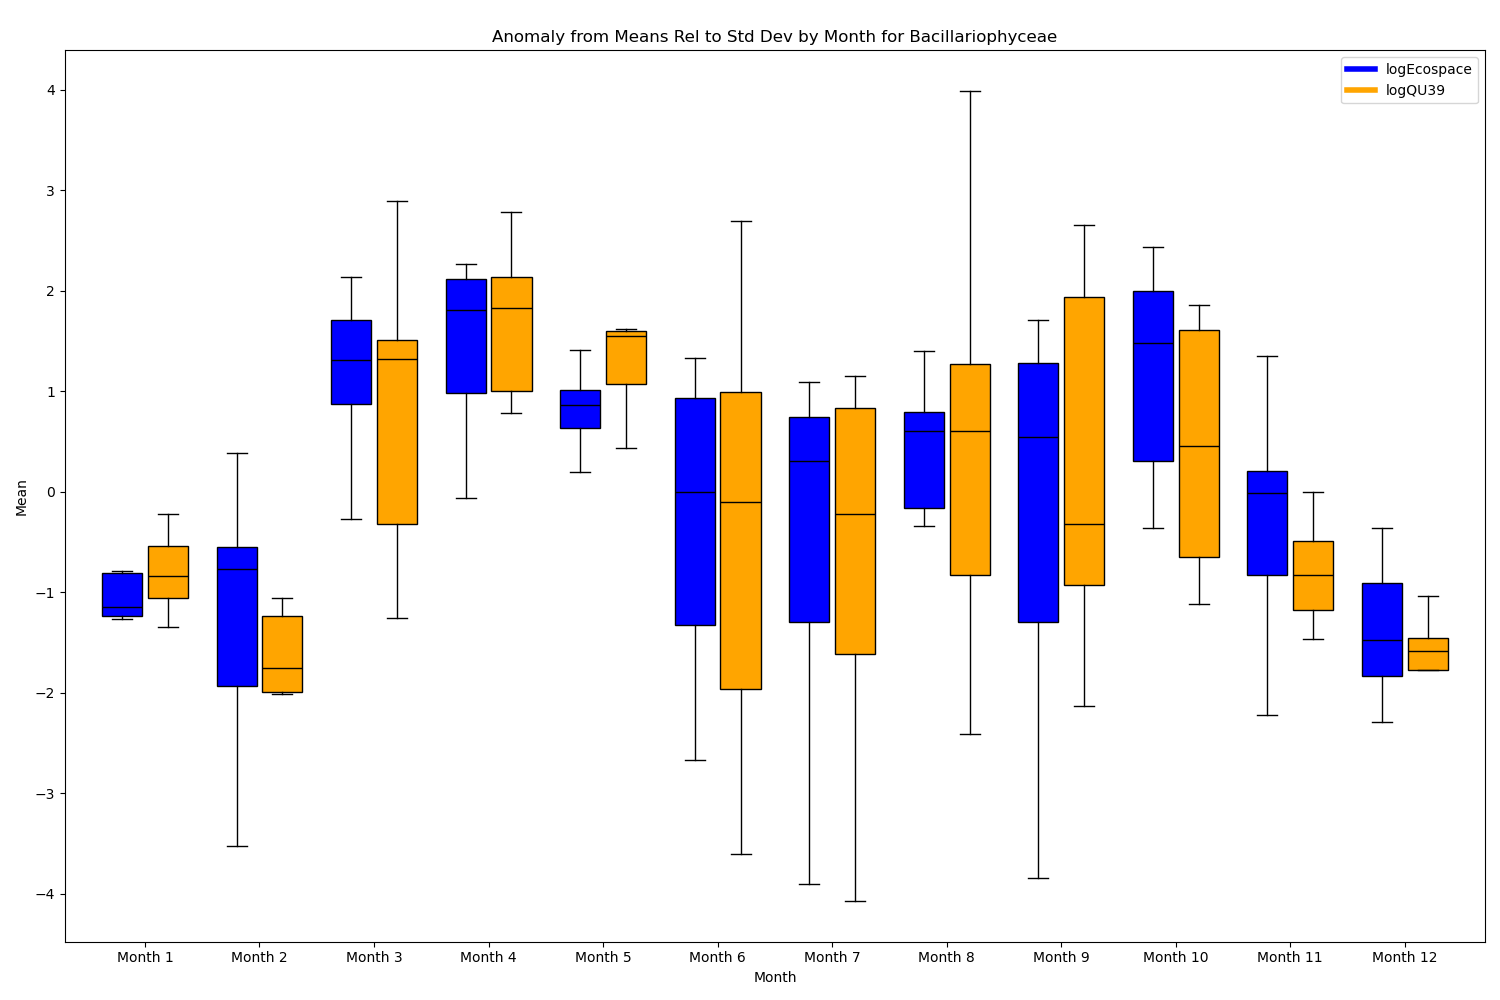 Anomaly from Means Rel to Std Dev by Month for Bacillariophyceae
logEcospace
logQU39
Mean
4
3
2
1
0
−1
−2
−3
−4
Month 1 Month 2 Month 3 Month 4 Month 5 Month 6 Month 7 Month 8 Month 9 Month 10 Month 11 Month 12
Month